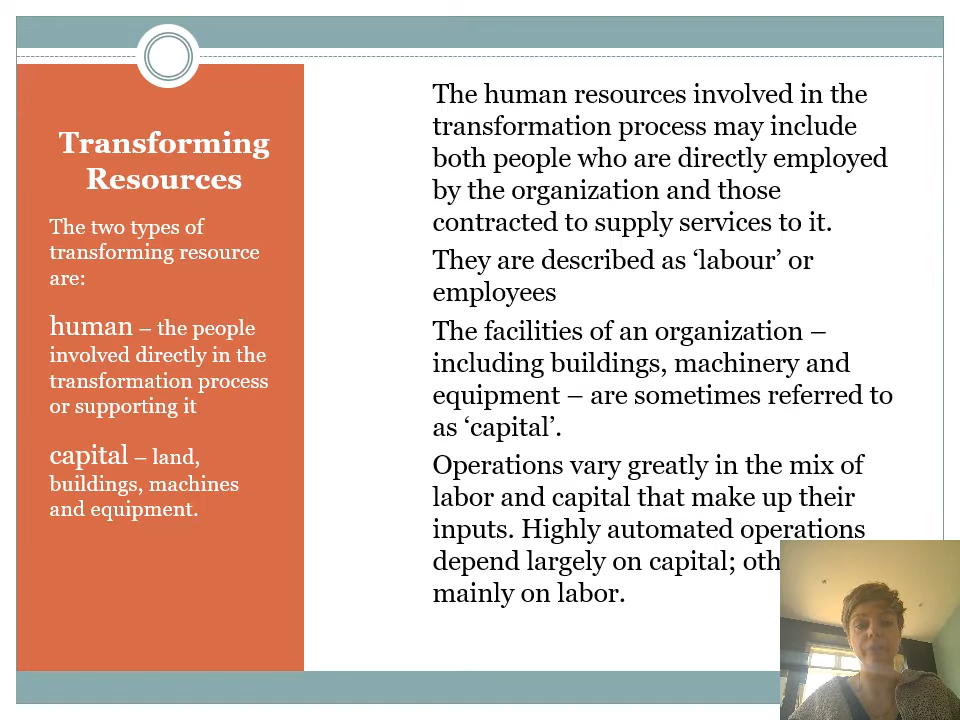 Transforming
Resources
The two types of
transforming resource
are:
human – the people
involved directly in the
transformation process
or supporting it
capital – land,
buildings, machines
and equipment.
The human resources involved in the
transformation process may include
both people who are directly employed
by the organization and those
contracted to supply services to it.
They are described as ‘labour’ or
employees
The facilities of an organization –
including buildings, machinery and
equipment – are sometimes referred to
as ‘capital’.
Operations vary greatly in the mix of
labor and capital that make up their
inputs. Highly automated operations
depend largely on capital;
mainly on labor.